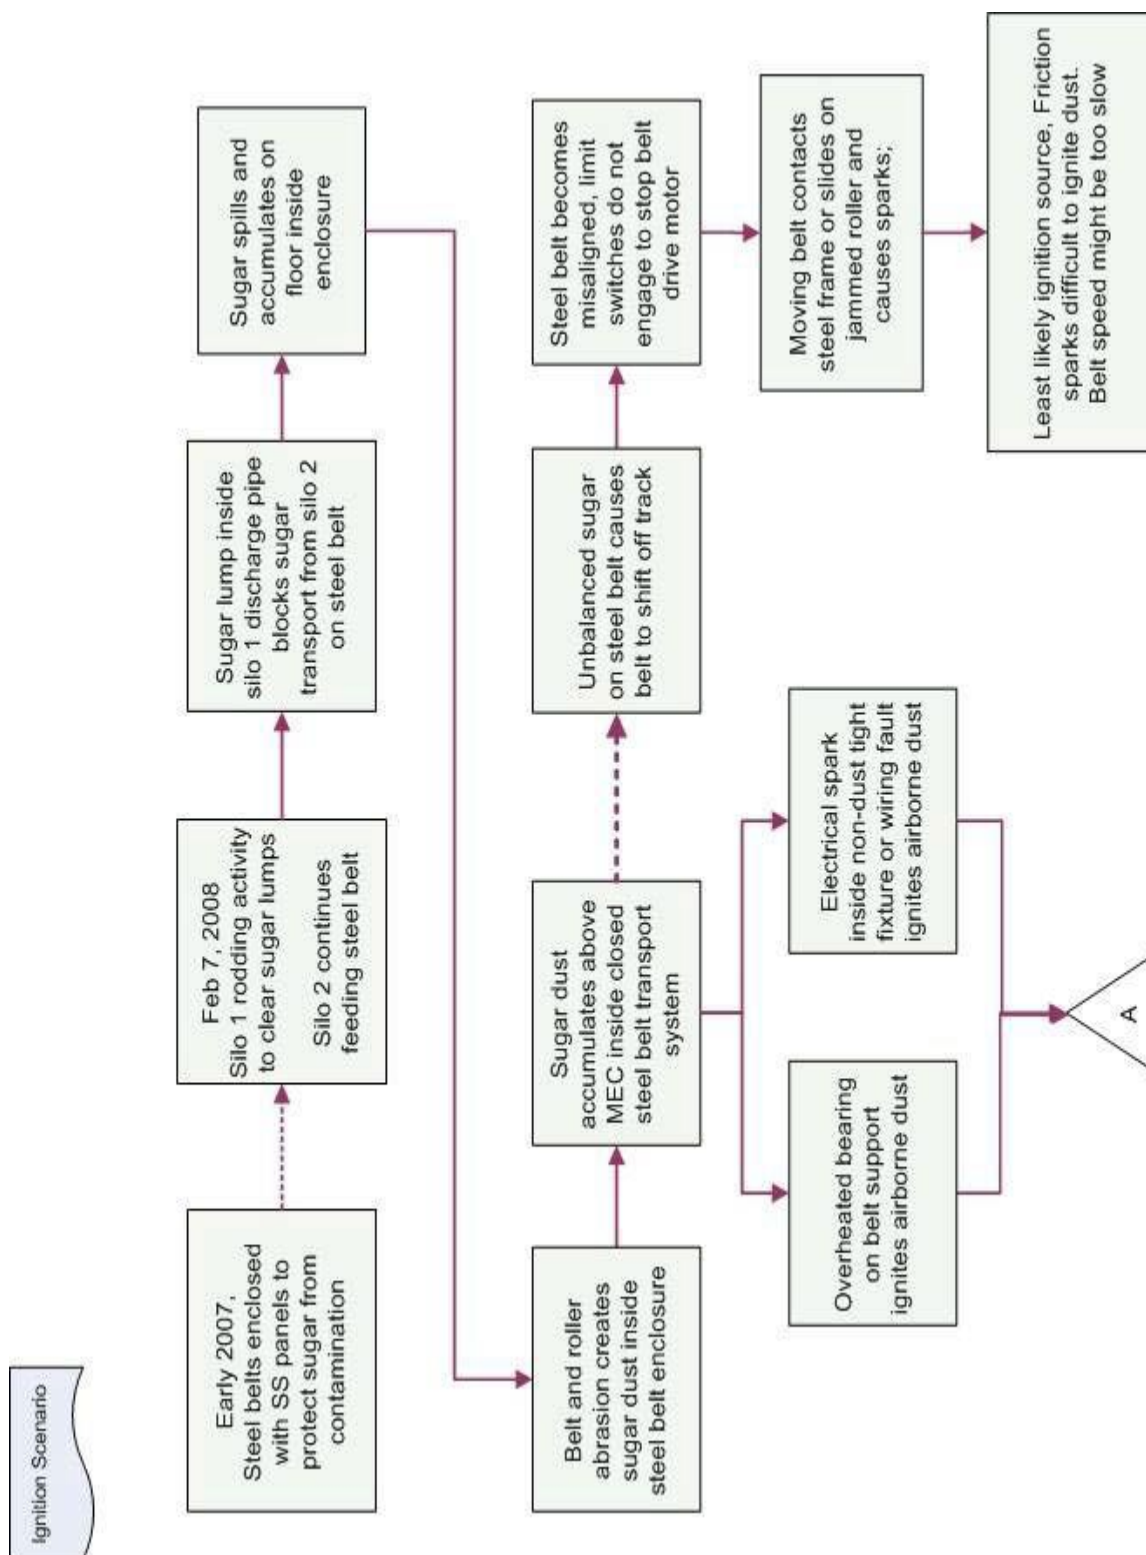 Ignition Scenario
Early 2007,
Steel belts enclosed
with SS panels to
protect sugar from
contamination
Feb 7, 2008
Silo 1 rodding activity
to clear sugar lumps
Silo 2 continues
feeding steel belt
Sugar lump inside
silo 1 discharge pipe
blocks sugar
transport from silo 2
on steel belt
Sugar spills and
accumulates on
floor inside
enclosure
Belt and roller
abrasion creates
sugar dust inside
steel belt enclosure
Sugar dust
accumulates above
MEC inside closed
steel belt transport
system
Unbalanced sugar
on steel belt causes
belt to shift off track
Steel belt becomes
misaligned, limit
switches do not
engage to stop belt
drive motor
Overheated bearing
on belt support
ignites airborne dust
Electrical spark
inside non-dust tight
fixture or wiring fault
ignites airborne dust
Moving belt contacts
steel frame or slides on
jammed roller and
causes sparks;
A
Least likely ignition source, Friction
sparks difficult to ignite dust.
Belt speed might be too slow